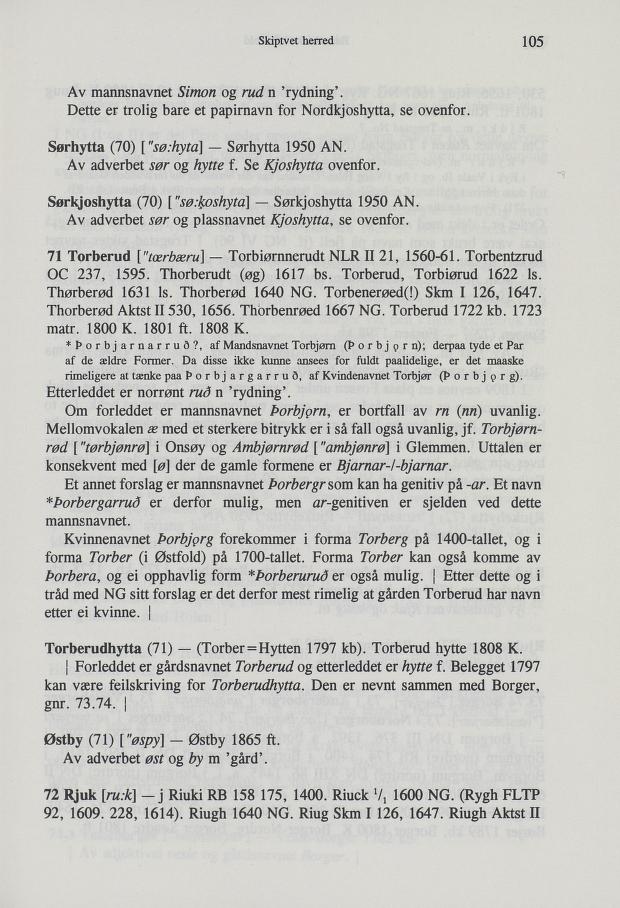 Skiptvet herred 105
Av mannsnavnet Simon og rud n 'rydning'.
Dette er trolig bare et papirnavn for Nordkjoshytta, se ovenfor.
Sørhytta (70) ["sø:hyta] — Sørhytta 1950 AN.
Av adverbet sør og hytte f. Se Kjoshytta ovenfor.
Sørkjoshytta (70) ["sø:ḱoshyta] — Sørkjoshytta 1950 AN.
Av adverbet sør og plassnavnet Kjoshytta, se ovenfor.
71 Torberud ["tærbæru] — Torbiørnnerudt NLR II 21, 1560-61. Torbentzrud
OC 237, 1595. Thorberudt (øg) 1617 bs. Torberud, Torbiørud 1622 ls.
Thørberød 1631 ls. Thorberød 1640 NG. Torbenerøed(!) Skm I 126, 1647.
Thorberød Aktst II 530, 1656. Thorbenrøed 1667 NG. Torberud 1722 kb. 1723
matr. 1800 K. 1801 ft. 1808 K.
* Þorbjarnarruð?, af Mandsnavnet Torbjørn (Þorbjǫrn); derpaa tyde et Par
af de ældre Former. Da disse ikke kunne ansees for fuldt paalidelige, er det maaske
rimeligere at tænke paa Þorbjargarruð, af Kvindenavnet Torbjør (Þorbjǫrg).
Etterleddet er norrønt ruð n 'rydning'.
Om forleddet er mannsnavnet Þorbjǫrn, er bortfall av rn (nn) uvanlig.
Mellomvokalen æ med et sterkere bitrykk er i så fall også uvanlig, jf. Torbjørn-
rød ["tørbjønrø] i Onsøy og Ambjørnrød ["ambjønrø] i Glemmen. Uttalen er
konsekvent med [ø] der de gamle formene er Bjarnar-/-bjarnar.
Et annet forslag er mannsnavnet Þorbergr som kan ha genitiv på -ar. Et navn
*Þorbergarruð er derfor mulig, men ar-genitiven er sjelden ved dette
mannsnavnet.
Kvinnenavnet Þorbjǫrg forekommer i forma Torberg på 1400-tallet, og i
forma Torber (i Østfold) på 1700-tallet. Forma Torber kan også komme av
Þorbera, og ei opphavlig form *Þorberuruð er også mulig. | Etter dette og i
tråd med NG sitt forslag er det derfor mest rimelig at gården Torberud har navn
etter ei kvinne. |
Torberudhytta (71) — (Torber=Hytten 1797 kb). Torberud hytte 1808 K.
| Forleddet er gårdsnavnet Torberud og etterleddet er hytte f. Belegget 1797
kan være feilskriving for Torberudhytta. Den er nevnt sammen med Borger,
gnr. 73.74. |
Østby (71) ["øspy] — Østby 1865 ft.
Av adverbet øst og by m 'gård'.
72 Rjuk [ru:k] — j Riuki RB 158 175, 1400. Riuck 1/1 1600 NG. (Rygh FLTP
92, 1609. 228, 1614). Riugh 1640 NG. Riug Skm I 126, 1647. Riugh Aktst II